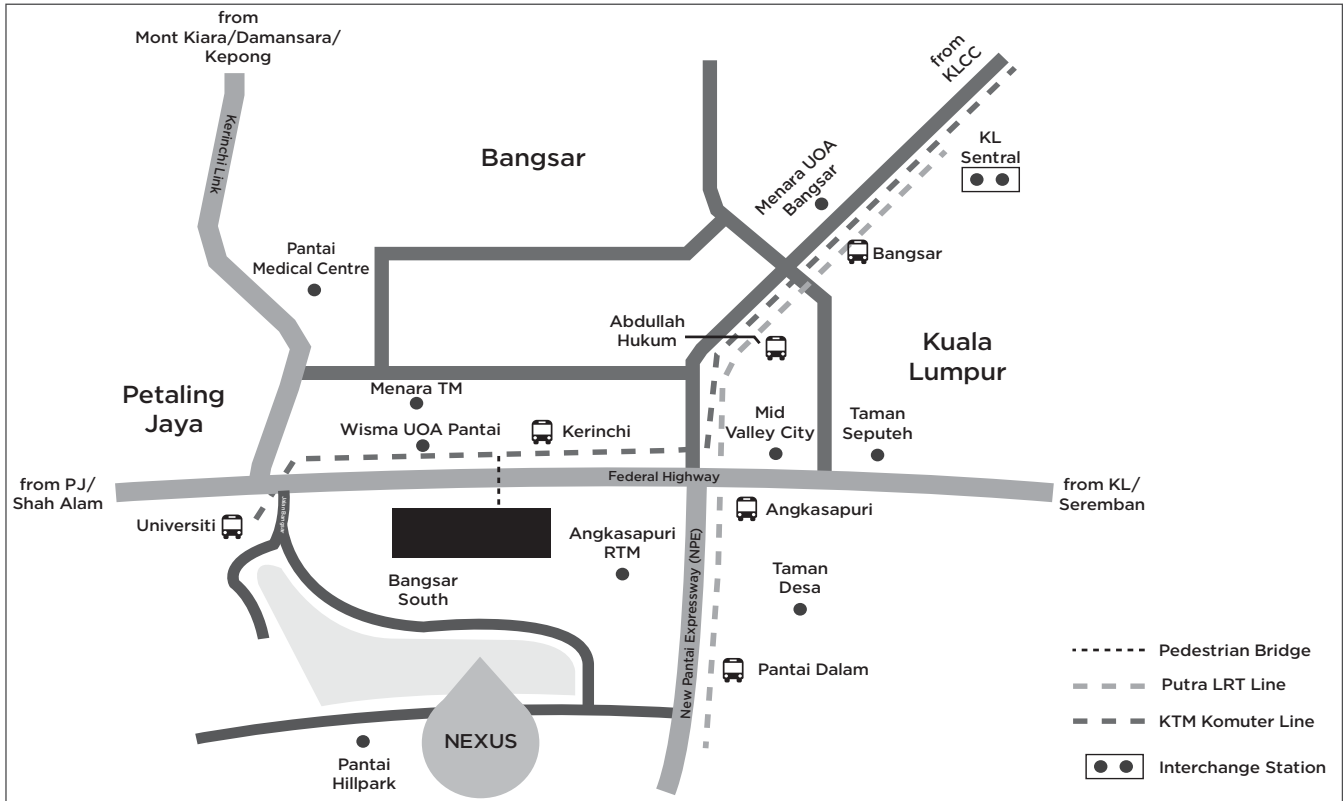 from
Mont Kiara/Damansara/
Kepong
Kerinchi Link
Bangsar
from
KLCC
KL
Sentral
Menara UOA
Bangsar
Bangsar
Pantai
Medical Centre
Abdullah
Hukum
Kuala
Lumpur
Petaling
Jaya
Menara TM
Wisma UOA Pantai
Kerinchi
Mid
Valley City
Taman
Seputeh
Federal Highway
from PJ/
Shah Alam
from KL/
Seremban
Universiti
Angkasapuri
Angkasapuri
RTM
Bangsar
South
New Pantai Expressway (NPE)
Taman
Desa
Pantai Dalam
NEXUS
Pantai
Hillpark
Pedestrian Bridge
Putra LRT Line
KTM Komuter Line
Interchange Station